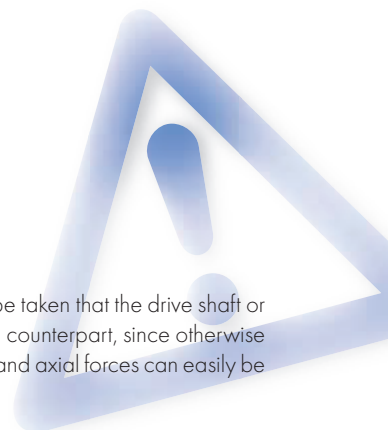 be taken that the drive shaft or
counterpart, since otherwise
and axial forces can easily be